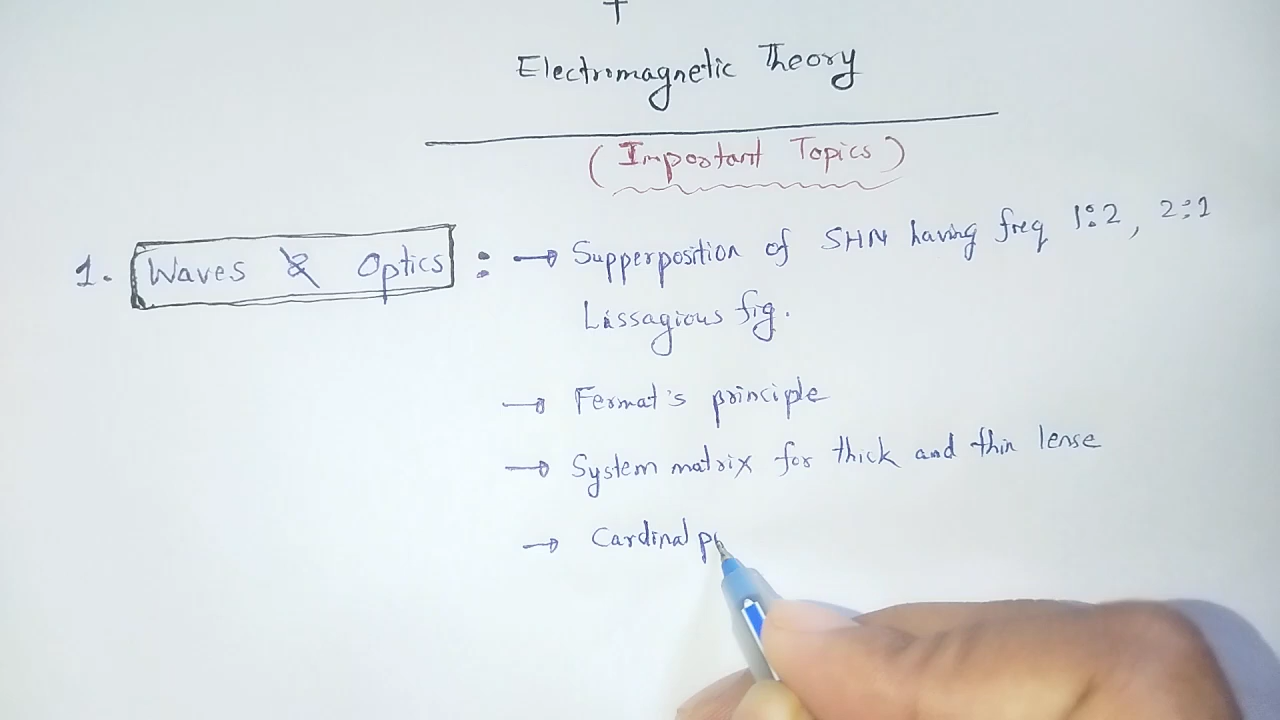 +
Electromagnetic Theory
(Important Topics)
1. Waves & Optics : → Supperposition of SHM having freq 1:2, 2:1
Lissagious fig.
→ Fermat's principle
→ System matrix for thick and thin lense
→ Cardinal p